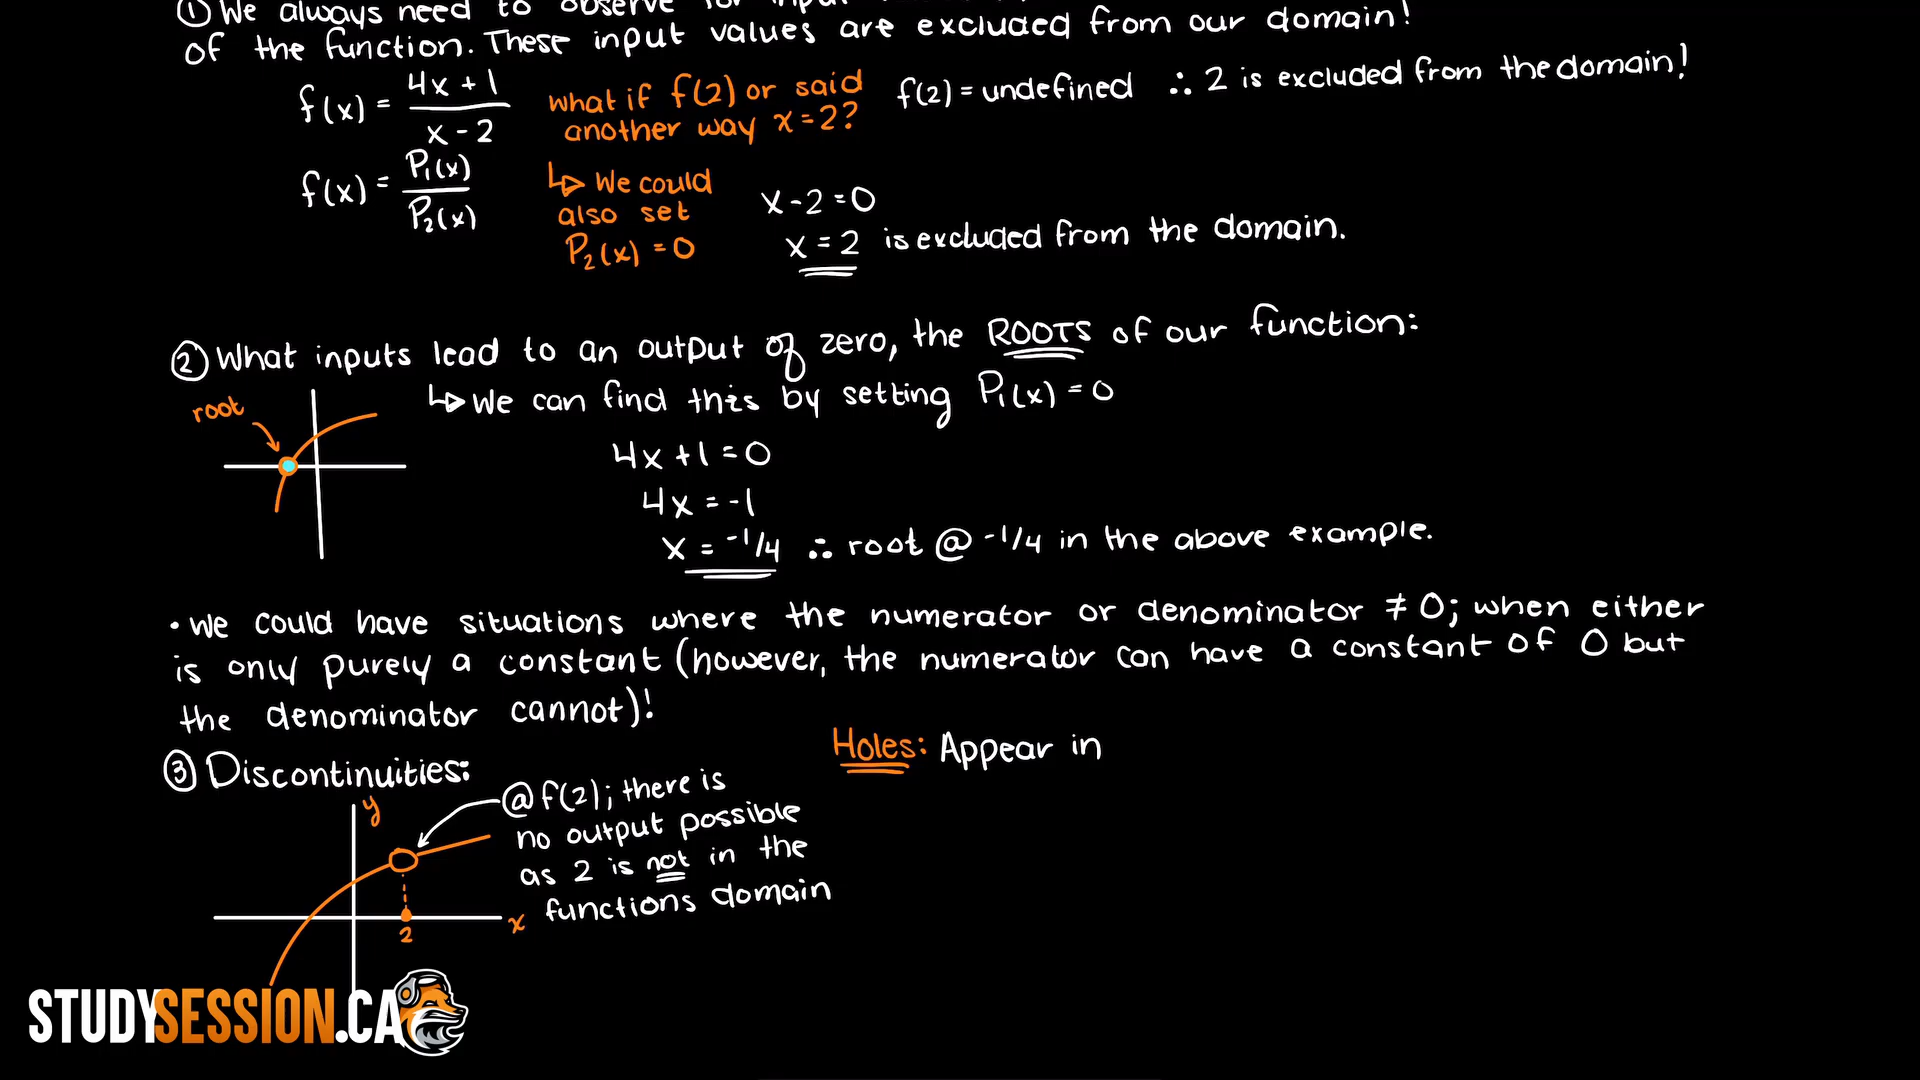 ① We always need to observe for input
of the function. These input values are excluded from our domain!
f(x) = 4x + 1 / x - 2
what if f(2) or said another way x = 2?
f(2) = undefined ∴ 2 is excluded from the domain!
f(x) = P₁(x) / P₂(x)
↳ We could
also set
P₂(x) = 0
x - 2 = 0
x = 2 is excluded from the domain.
② What inputs lead to an output of zero, the ROOTS of our function:
↳ We can find this by setting P₁(x) = 0
root
4x + 1 = 0
4x = -1
x = -1/4 ∴ root @ -1/4 in the above example.
• We could have situations where the numerator or denominator ≠ 0; when either
is only purely a constant (however, the numerator can have a constant of 0 but
the denominator cannot)!
③ Discontinuities:
y
@ f(2); there is
no output possible
as 2 is not in the
functions domain
x
2
Holes: Appear in
STUDYSESSION.CA